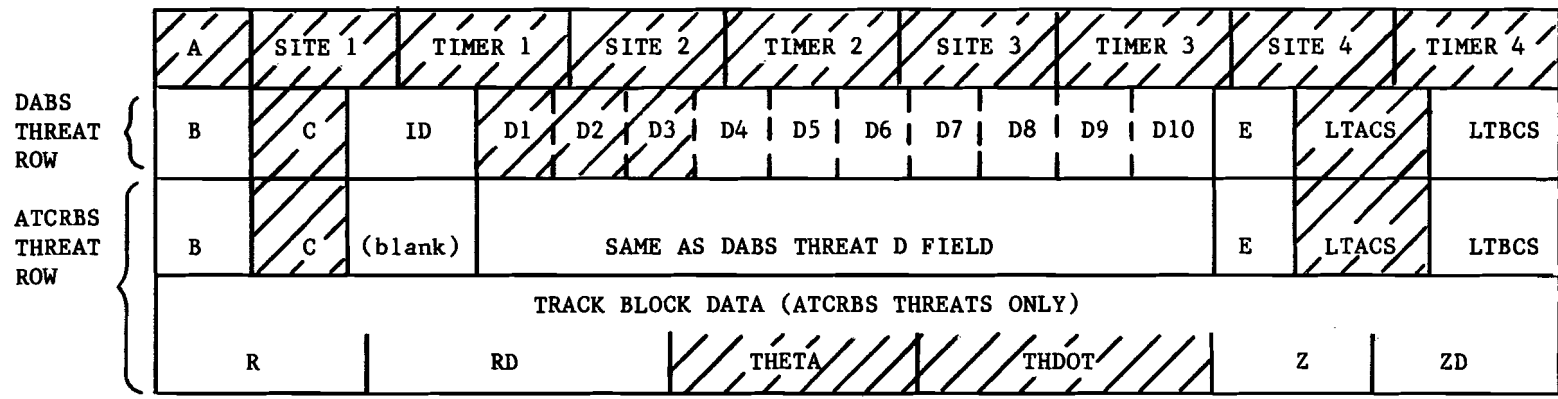 A SITE 1 TIMER 1 SITE 2 TIMER 2 SITE 3 TIMER 3 SITE 4 TIMER 4
DABS
THREAT
ROW
B C ID D1 D2 D3 D4 D5 D6 D7 D8 D9 D10 E LTACS LTBCS
ATCRBS
THREAT
ROW
B C (blank) SAME AS DABS THREAT D FIELD E LTACS LTBCS
TRACK BLOCK DATA (ATCRBS THREATS ONLY)
R RD THETA THDOT Z ZD